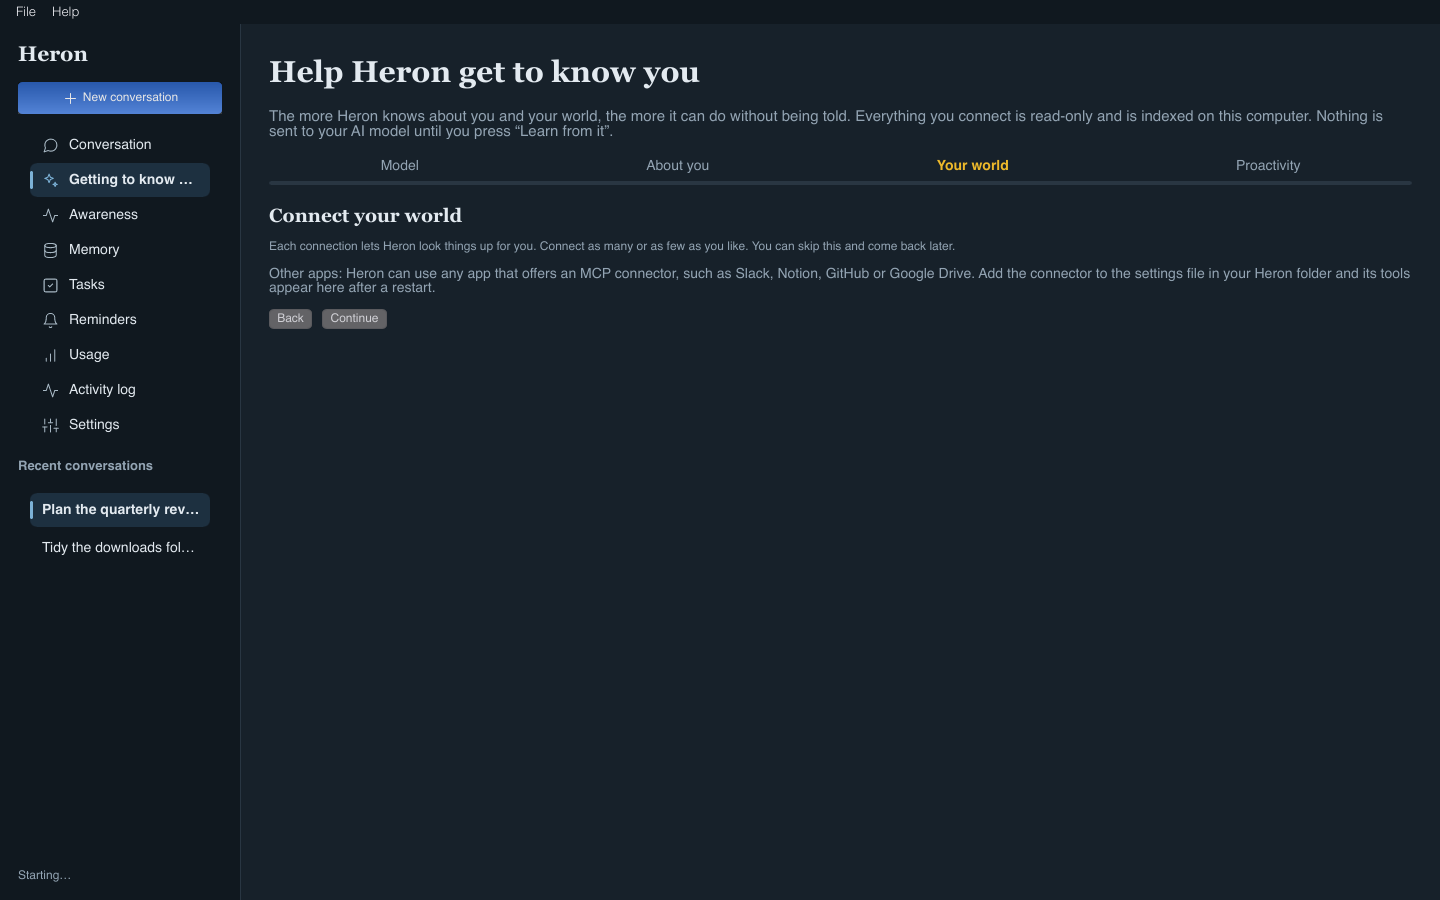 File Help
Heron
New conversation
Conversation
Getting to know …
Awareness
Memory
Tasks
Reminders
Usage
Activity log
Settings
Recent conversations
Plan the quarterly rev…
Tidy the downloads fol…
Starting…
Help Heron get to know you
The more Heron knows about you and your world, the more it can do without being told. Everything you connect is read-only and is indexed on this computer. Nothing is
sent to your AI model until you press “Learn from it”.
Model About you Your world Proactivity
Connect your world
Each connection lets Heron look things up for you. Connect as many or as few as you like. You can skip this and come back later.
Other apps: Heron can use any app that offers an MCP connector, such as Slack, Notion, GitHub or Google Drive. Add the connector to the settings file in your Heron folder and its tools
appear here after a restart.
Back Continue